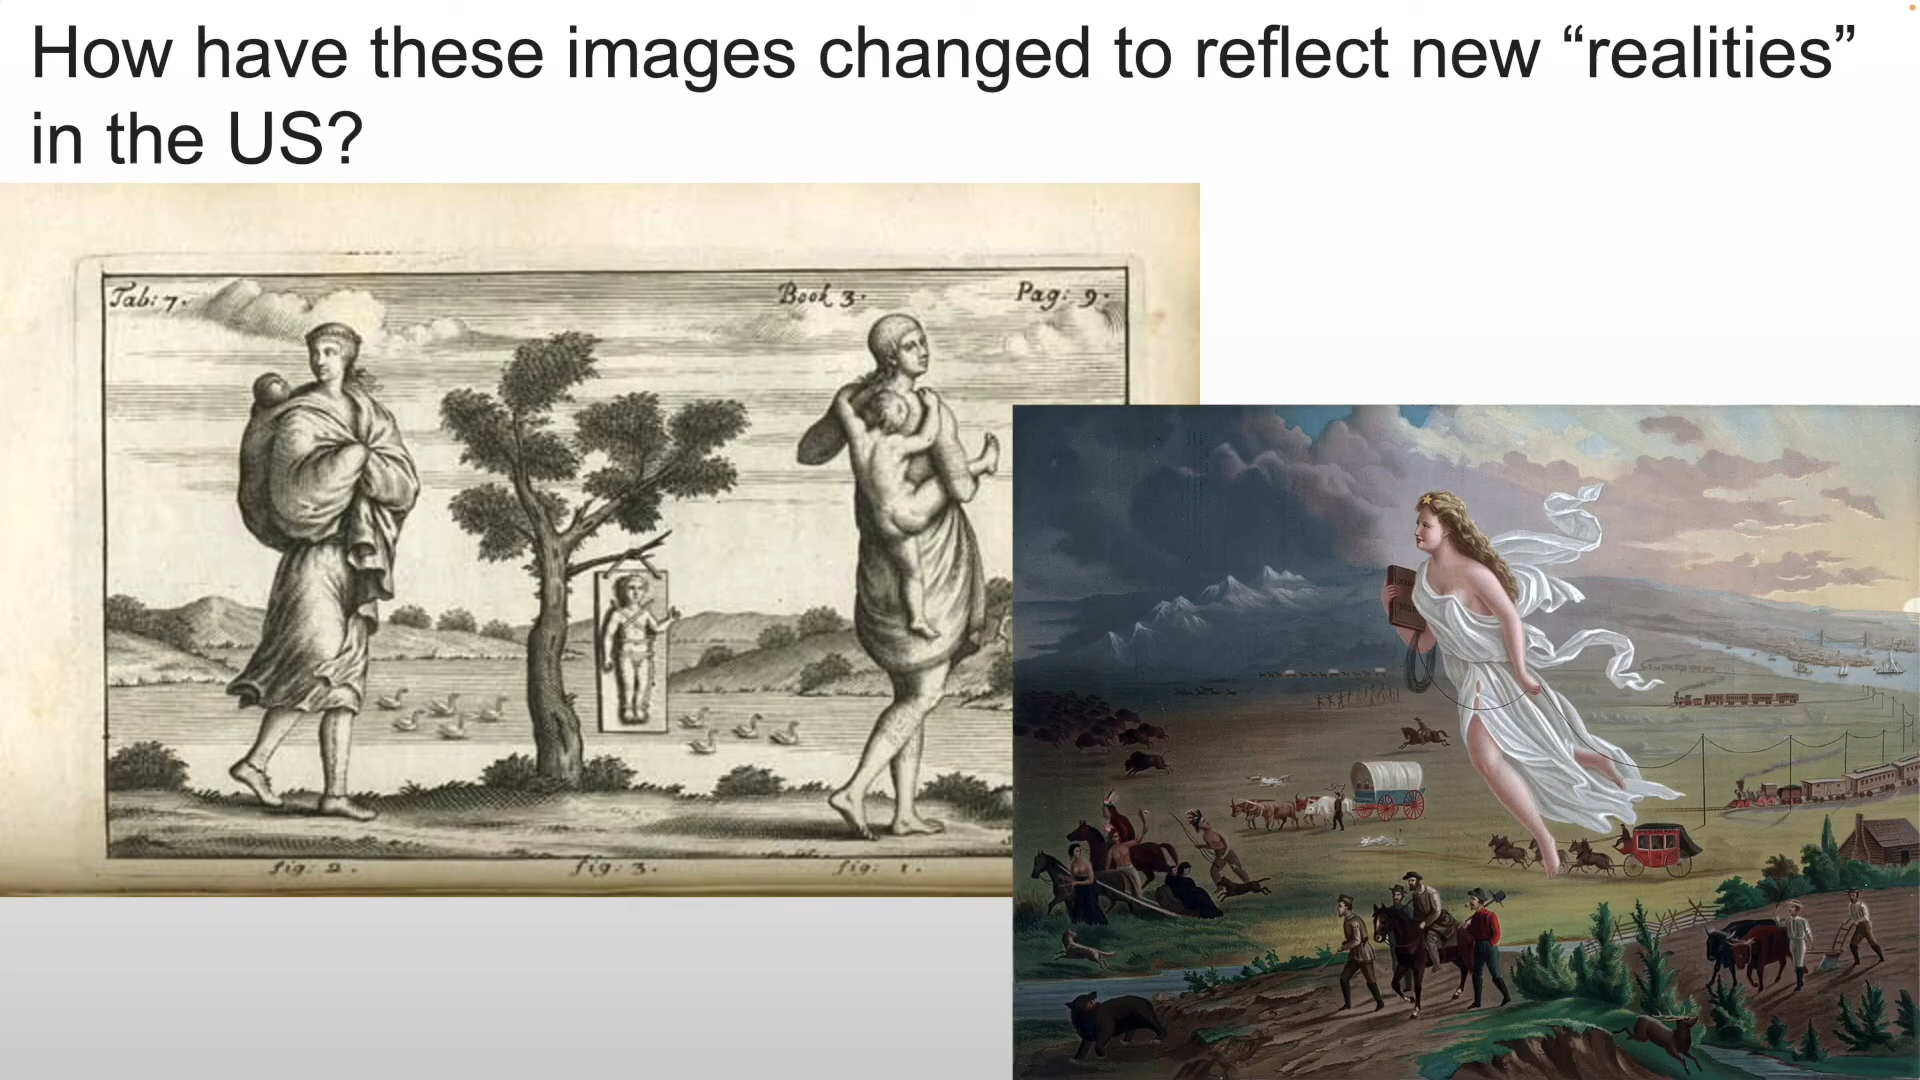 How have these images changed to reflect new “realities”
in the US?
Tab: 7.
Book 3.
Pag: 9.
fig: 2.
fig: 3.
fig: 1.